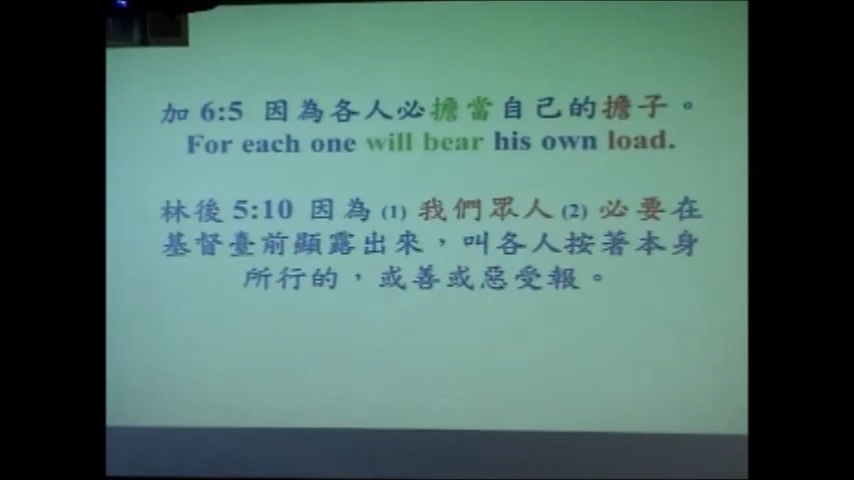 加 6:5 因為各人必擔當自己的擔子。
For each one will bear his own load.
林後 5:10 因為 (1) 我們眾人 (2) 必要在
基督臺前顯露出來，叫各人按著本身
所行的，或善或惡受報。